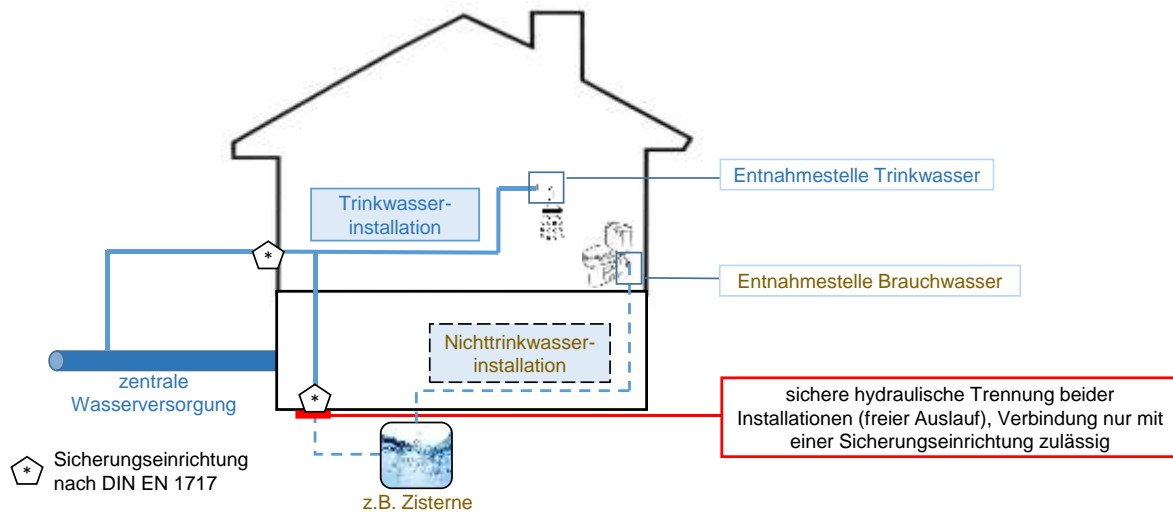 Entnahmestelle Trinkwasser
Trinkwasser-
installation
*
Entnahmestelle Brauchwasser
Nichttrinkwasser-
installation
zentrale
Wasserversorgung
*
sichere hydraulische Trennung beider
Installationen (freier Auslauf), Verbindung nur mit
einer Sicherungseinrichtung zulässig
*
Sicherungseinrichtung
nach DIN EN 1717
z.B. Zisterne